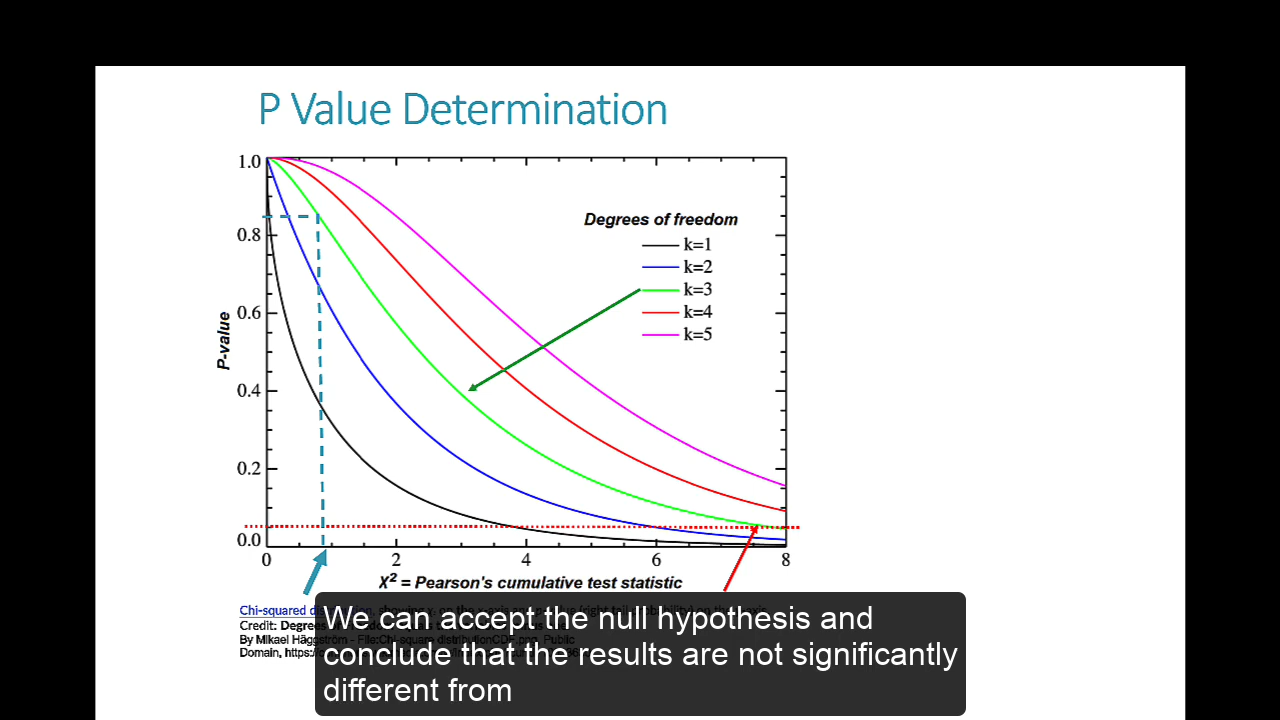 P Value Determination
1.0
0.8
0.6
0.4
0.2
0.0
P-value
Degrees of freedom
k=1
k=2
k=3
k=4
k=5
0 2 4 6 8
X² = Pearson's cumulative test statistic
Chi-squared
Credit:
By Mikael Häggström - File:Chi-square distributionCDF.png, Public
Domain,
We can accept the null hypothesis and
conclude that the results are not significantly
different from